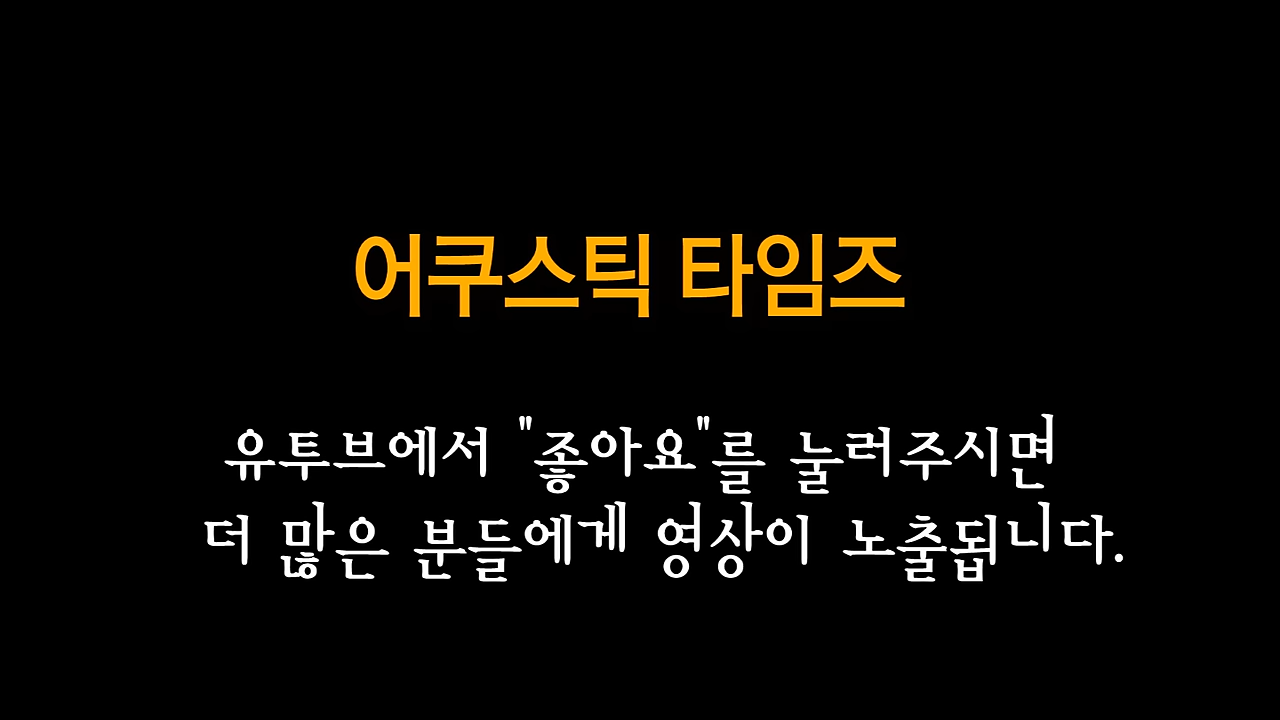 어쿠스틱 타임즈
유투브에서 "좋아요"를 눌러주시면
더 많은 분들에게 영상이 노출됩니다.